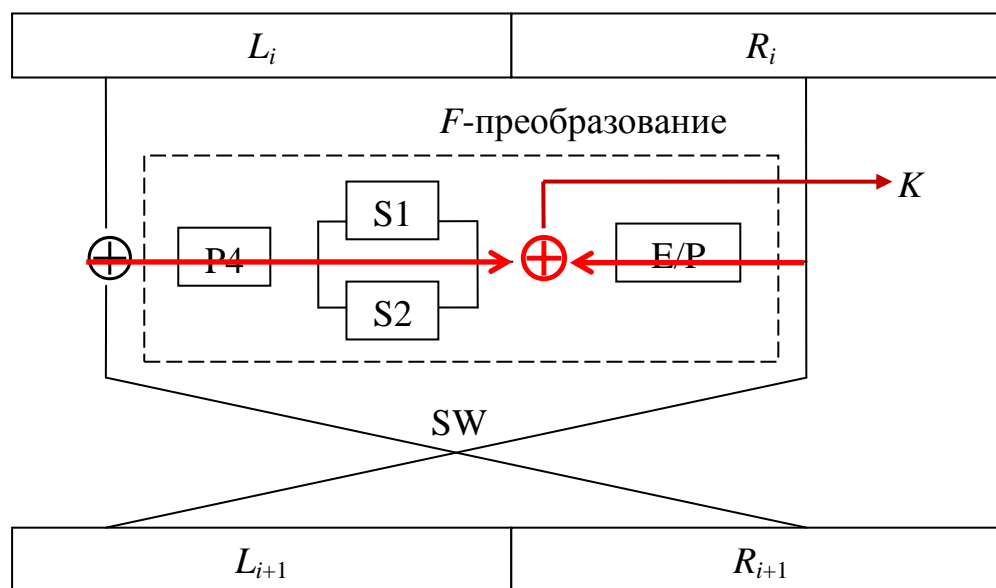 Lᵢ Rᵢ
F-преобразование
K
S1
P4 E/P
S2
SW
Lᵢ₊₁ Rᵢ₊₁